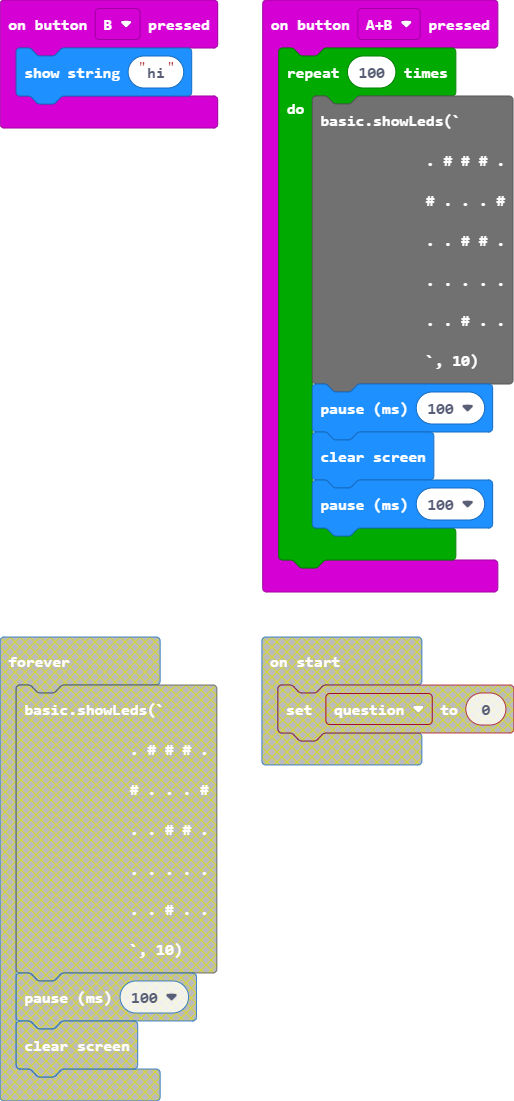 on button B pressed
show string "hi"
on button A+B pressed
repeat 100 times
do
basic.showLeds(`
. # # # .
# . . . #
. . # # .
. . . . .
. . # . .
`, 10)
pause (ms) 100
clear screen
pause (ms) 100
forever
basic.showLeds(`
. # # # .
# . . . #
. . # # .
. . . . .
. . # . .
`, 10)
pause (ms) 100
clear screen
on start
set question to 0